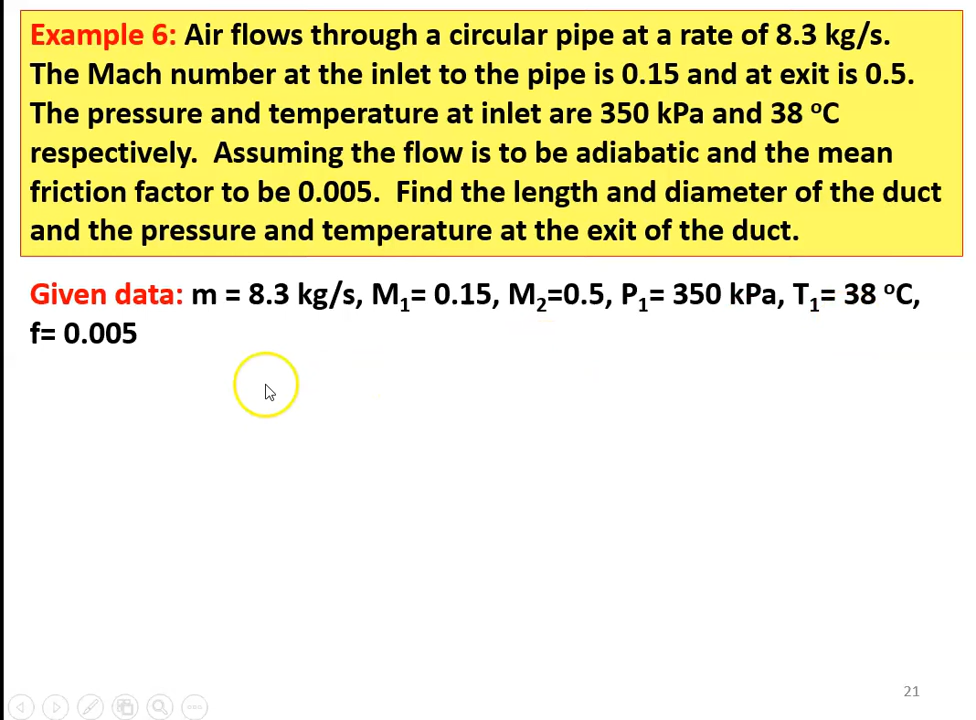 Example 6: Air flows through a circular pipe at a rate of 8.3 kg/s.
The Mach number at the inlet to the pipe is 0.15 and at exit is 0.5.
The pressure and temperature at inlet are 350 kPa and 38 ᵒC
respectively. Assuming the flow is to be adiabatic and the mean
friction factor to be 0.005. Find the length and diameter of the duct
and the pressure and temperature at the exit of the duct.
Given data: m = 8.3 kg/s, M₁= 0.15, M₂=0.5, P₁= 350 kPa, T₁= 38 ᵒC,
f= 0.005
21